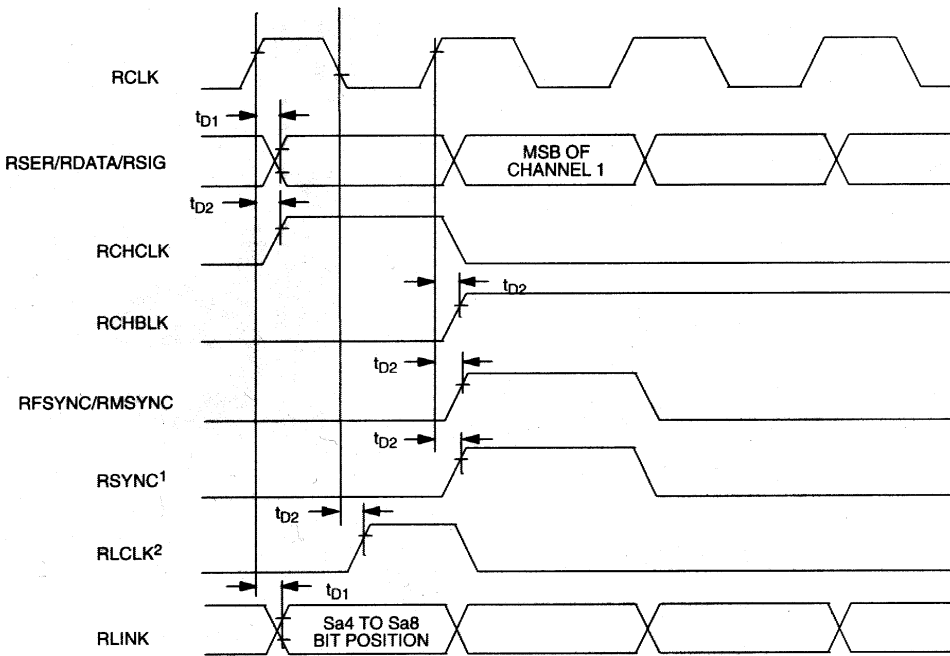 RCLK
tD1
RSER/RDATA/RSIG
MSB OF
CHANNEL 1
tD2
RCHCLK
tD2
RCHBLK
tD2
RFSYNC/RMSYNC
tD2
RSYNC1
tD2
RLCLK2
tD1
RLINK
Sa4 TO Sa8
BIT POSITION